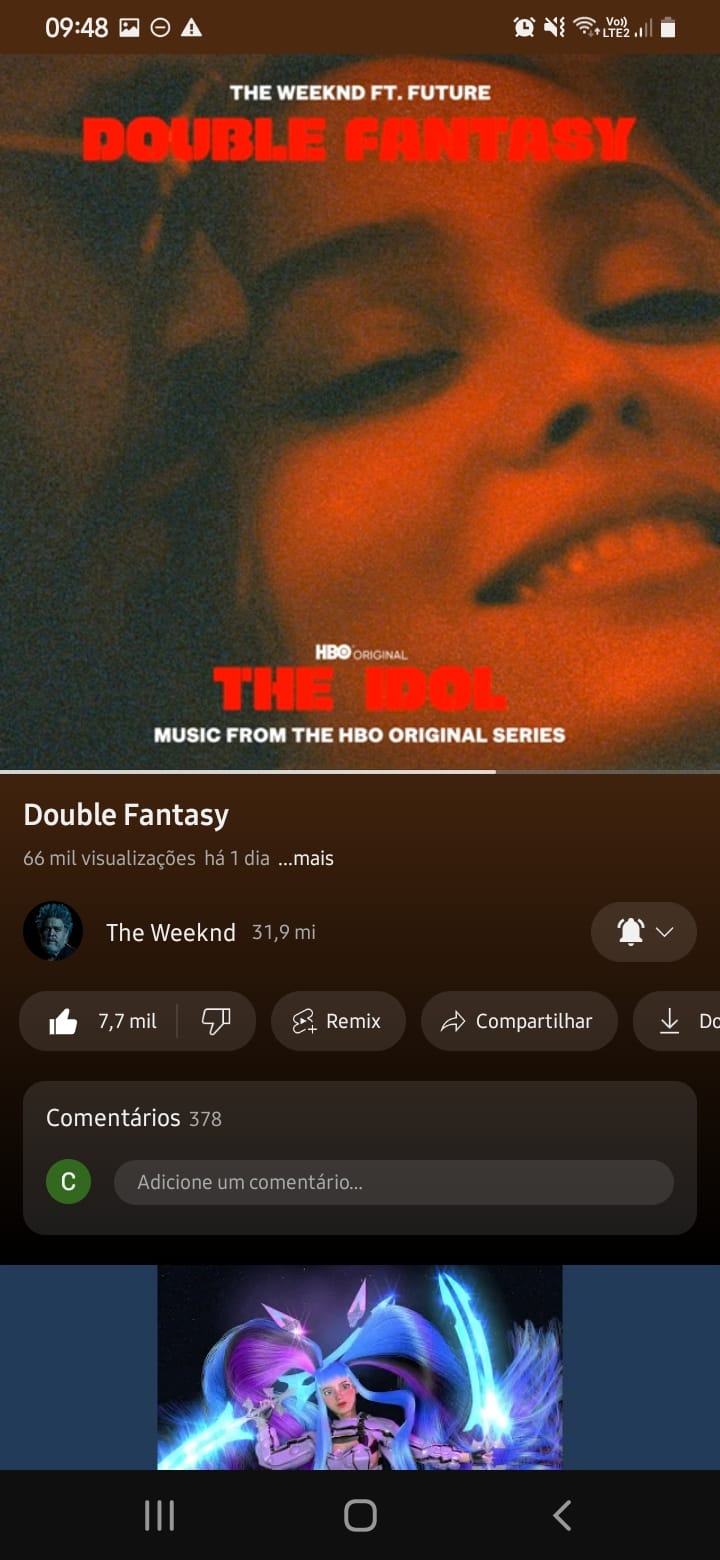 09:48
Vo))
LTE2
THE WEEKND FT. FUTURE
DOUBLE FANTASY
HBO ORIGINAL
THE IDOL
MUSIC FROM THE HBO ORIGINAL SERIES
Double Fantasy
66 mil visualizações há 1 dia ...mais
The Weeknd 31,9 mi
7,7 mil Remix Compartilhar Do
Comentários 378
C Adicione um comentário...